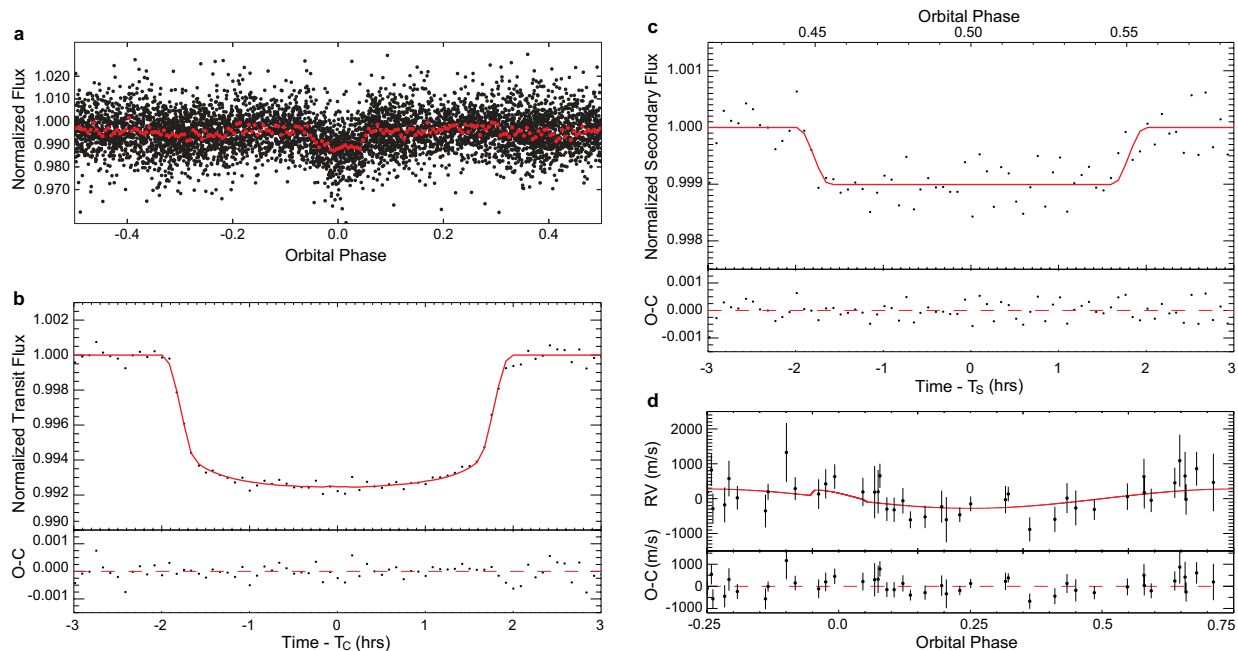 a
Normalized Flux
1.020
1.010
1.000
0.990
0.980
0.970
-0.4 -0.2 0.0 0.2 0.4
Orbital Phase
b
Normalized Transit Flux
1.002
1.000
0.998
0.996
0.994
0.992
0.990
O-C
0.001
0.000
-0.001
-3 -2 -1 0 1 2 3
Time - T_C (hrs)
c
Orbital Phase
0.45 0.50 0.55
Normalized Secondary Flux
1.001
1.000
0.999
0.998
O-C
0.001
0.000
-0.001
-3 -2 -1 0 1 2 3
Time - T_S (hrs)
d
RV (m/s)
2000
1000
0
-1000
O-C (m/s)
1000
0
-1000
-0.25 0.0 0.25 0.50 0.75
Orbital Phase